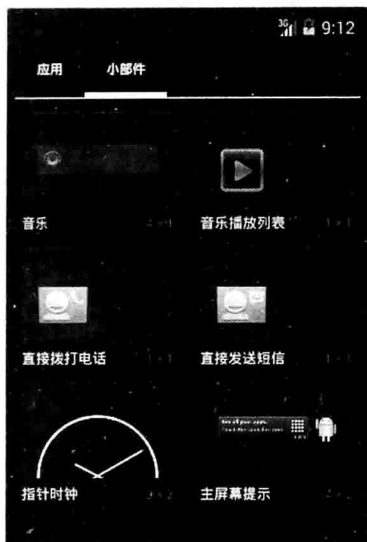 3G 9:12
应用 小部件
音乐
音乐播放列表
直接拨打电话
直接发送短信
指针时钟
主屏幕提示